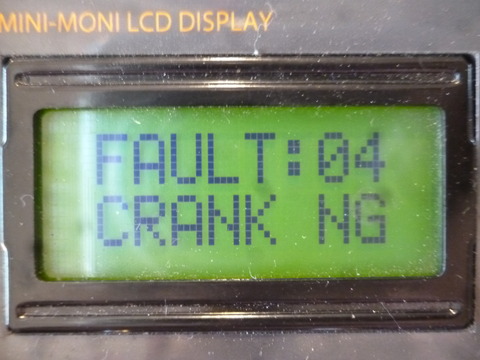 MINI-MONI LCD DISPLAY
FAULT:04
CRANK NG